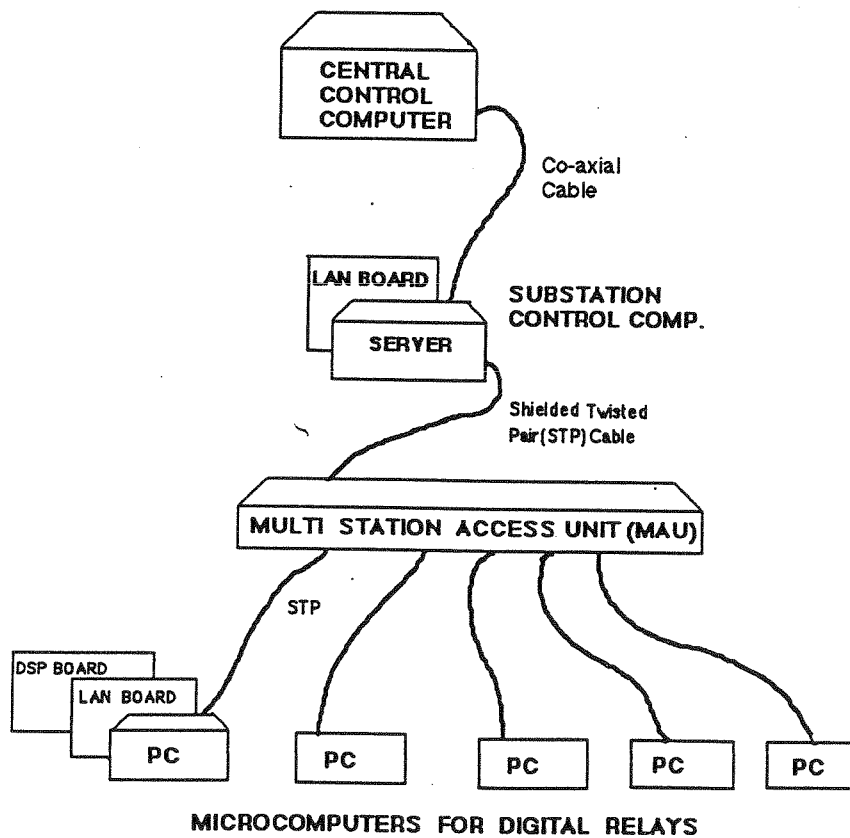 CENTRAL
CONTROL
COMPUTER
Co-axial
Cable
LAN BOARD
SUBSTATION
CONTROL COMP.
SERVER
Shielded Twisted
Pair(STP)Cable
MULTI STATION ACCESS UNIT (MAU)
STP
DSP BOARD
LAN BOARD
PC
PC
PC
PC
PC
MICROCOMPUTERS FOR DIGITAL RELAYS